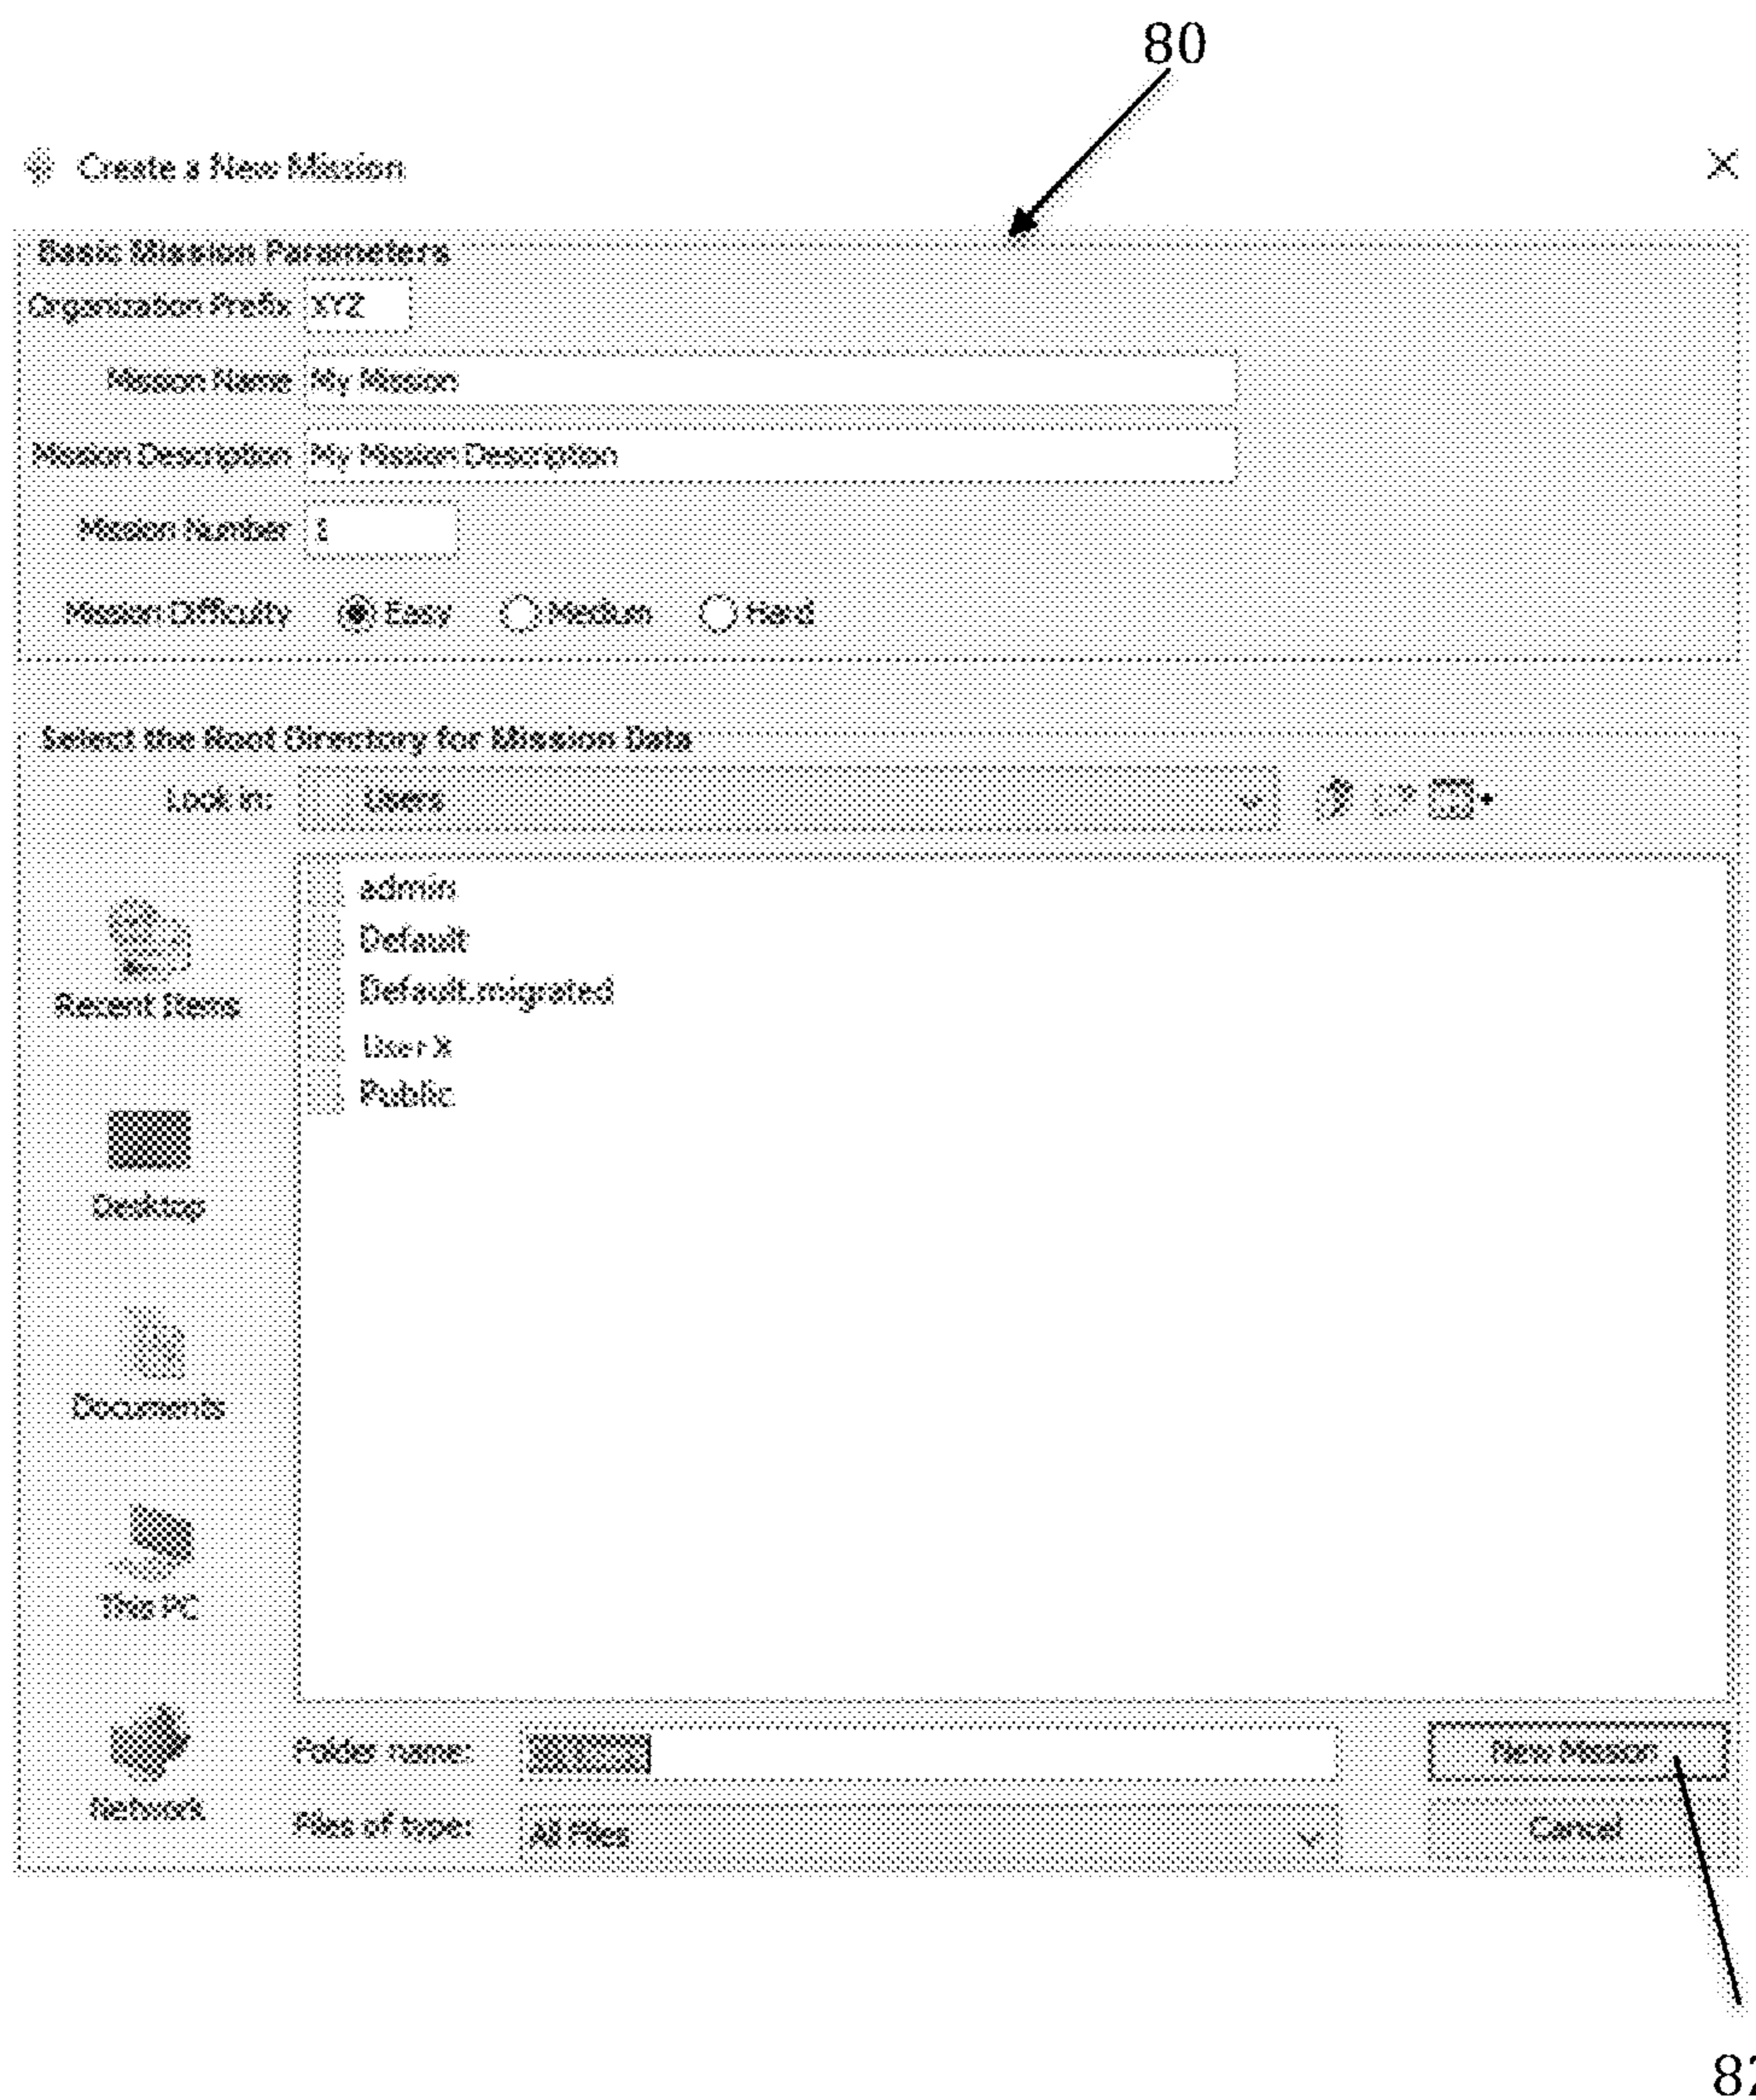 80
Create a New Mission
Basic Mission Parameters
Organization Prefix XYZ
Mission Name My Mission
Mission Description My Mission Description
Mission Number
Mission Difficulty Easy Medium Hard
Select the Root Directory for Mission Data
Look in: Users
admin
Default
Default.migrated
User X
Public
Recent Items
Desktop
Documents
This PC
Network
Folder name: New Mission
Files of type: All Files Cancel